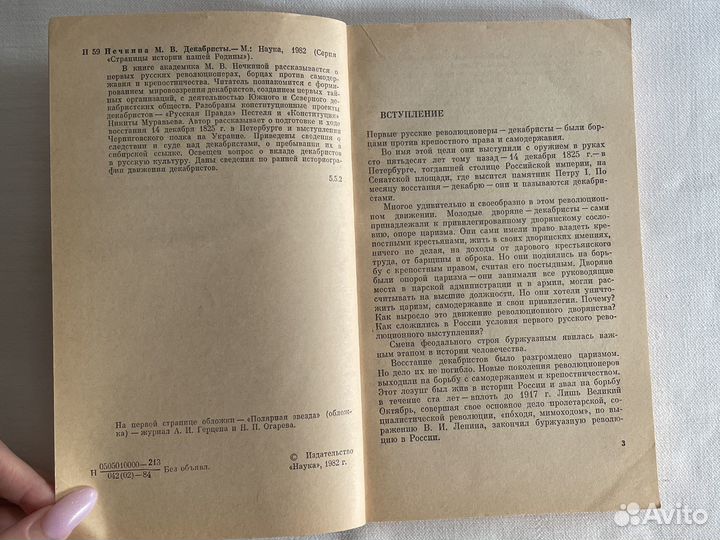 Н 59 Нечкина М. В. Декабристы.— М.: Наука, 1982 (Серия
«Страницы истории нашей Родины»).
В книге академика М. В. Нечкиной рассказывается о
первых русских революционерах, борцах против самодер-
жавия и крепостничества. Читатель познакомится с форми-
рованием мировоззрения декабристов, созданием первых тай-
ных организаций, с деятельностью Южного и Северного де-
кабристских обществ. Разобраны конституционные проекты
декабристов — «Русская Правда» Пестеля и «Конституция»
Никиты Муравьева. Автор рассказывает о подготовке и ходе
восстания 14 декабря 1825 г. в Петербурге и выступлении
Черниговского полка на Украине. Приведены сведения о
следствии и суде над декабристами, о пребывании их в
сибирской ссылке. Освещен вопрос о вкладе декабристов
в русскую культуру. Даны сведения по ранней историогра-
фии движения декабристов.
5.5.2
На первой странице обложки — «Полярная звезда» (облож-
ка) — журнал А. И. Герцена и Н. П. Огарева.
Н 0505010000—213
042(02)—84 Без объявл.
© Издательство
«Наука», 1982 г.
ВСТУПЛЕНИЕ
Первые русские революционеры — декабристы — были бор-
цами против крепостного права и самодержавия.
Во имя этой цели они выступили с оружием в руках
сто пятьдесят лет тому назад — 14 декабря 1825 г.— в
Петербурге, тогдашней столице Российской империи, на
Сенатской площади, где высится памятник Петру I. По
месяцу восстания — декабрю — они и называются декабри-
стами.
Многое удивительно и своеобразно в этом революцион-
ном движении. Молодые дворяне — декабристы — сами
принадлежали к привилегированному дворянскому сосло-
вию, опоре царизма. Они сами имели право владеть кре-
постными крестьянами, жить в своих дворянских имениях,
ничего не делая, на доходы от дарового крестьянского
труда, от барщины и оброка. Но они поднялись на борь-
бу с крепостным правом, считая его постыдным. Дворяне
были опорой царизма — они занимали все руководящие
места в царской администрации и в армии, могли рас-
считывать на высшие должности. Но они хотели уничто-
жить царизм, самодержавие и свои привилегии. Почему?
Как выросло это движение революционного дворянства?
Как сложились в России условия первого русского рево-
люционного выступления?
Смена феодального строя буржуазным явилась важ-
ным этапом в истории человечества.
Восстание декабристов было разгромлено царизмом.
Но дело их не погибло. Новые поколения революционеров
выходили на борьбу с самодержавием и крепостничеством.
Этот лозунг был жив в истории России и звал на борьбу
в течение ста лет — вплоть до 1917 г. Лишь Великий
Октябрь, совершая свое основное дело пролетарской, со-
циалистической революции, «походя, мимоходом», по вы-
ражению В. И. Ленина, закончил буржуазную револю-
цию в России.
3
Avito